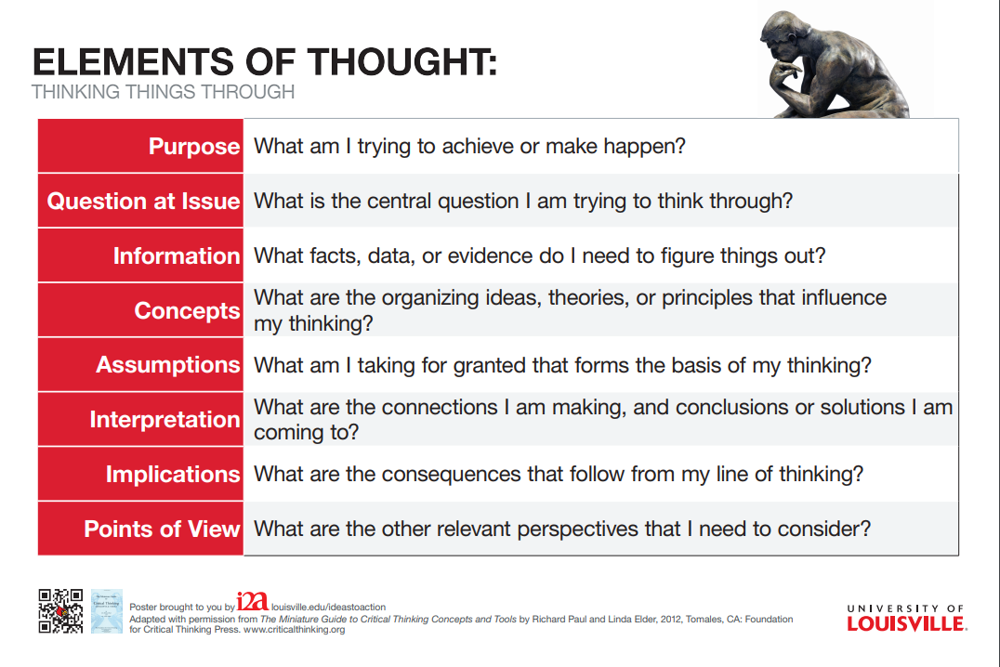 ELEMENTS OF THOUGHT:
THINKING THINGS THROUGH
Purpose What am I trying to achieve or make happen?
Question at Issue What is the central question I am trying to think through?
Information What facts, data, or evidence do I need to figure things out?
Concepts What are the organizing ideas, theories, or principles that influence
my thinking?
Assumptions What am I taking for granted that forms the basis of my thinking?
Interpretation What are the connections I am making, and conclusions or solutions I am
coming to?
Implications What are the consequences that follow from my line of thinking?
Points of View What are the other relevant perspectives that I need to consider?
Critical Thinking
Poster brought to you by i2a louisville.edu/ideastoaction
Adapted with permission from The Miniature Guide to Critical Thinking Concepts and Tools by Richard Paul and Linda Elder, 2012, Tomales, CA: Foundation
for Critical Thinking Press. www.criticalthinking.org
UNIVERSITY OF
LOUISVILLE.